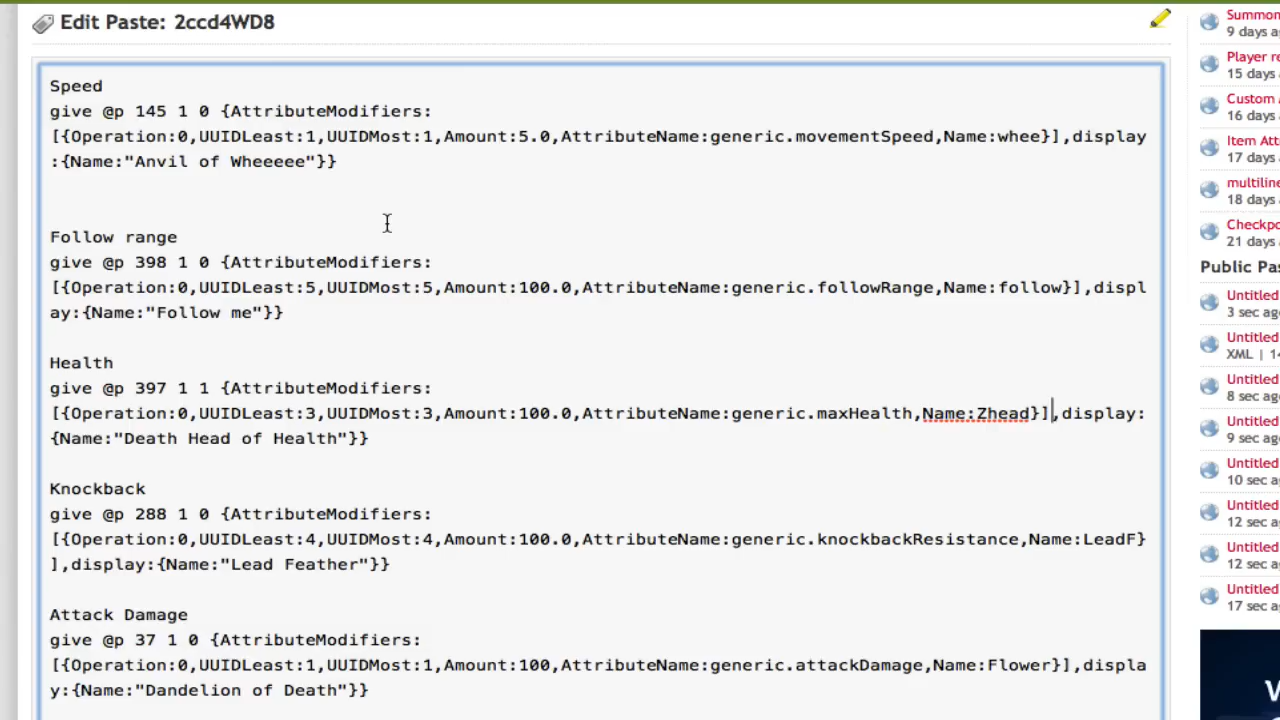 Edit Paste: 2ccd4WD8
Speed
give @p 145 1 0 {AttributeModifiers:
[{Operation:0,UUIDLeast:1,UUIDMost:1,Amount:5.0,AttributeName:generic.movementSpeed,Name:whee}],display
:{Name:"Anvil of Wheeeee"}}
Follow range
give @p 398 1 0 {AttributeModifiers:
[{Operation:0,UUIDLeast:5,UUIDMost:5,Amount:100.0,AttributeName:generic.followRange,Name:follow}],displ
ay:{Name:"Follow me"}}
Health
give @p 397 1 1 {AttributeModifiers:
[{Operation:0,UUIDLeast:3,UUIDMost:3,Amount:100.0,AttributeName:generic.maxHealth,Name:Zhead}],display:
{Name:"Death Head of Health"}}
Knockback
give @p 288 1 0 {AttributeModifiers:
[{Operation:0,UUIDLeast:4,UUIDMost:4,Amount:100.0,AttributeName:generic.knockbackResistance,Name:LeadF}
],display:{Name:"Lead Feather"}}
Attack Damage
give @p 37 1 0 {AttributeModifiers:
[{Operation:0,UUIDLeast:1,UUIDMost:1,Amount:100,AttributeName:generic.attackDamage,Name:Flower}],displa
y:{Name:"Dandelion of Death"}}
Summon
9 days a
Player re
15 days
Custom
16 days
Item Att
17 days
multiline
18 days
Checkpo
21 days
Public Pa
Untitled
3 sec ag
Untitled
XML | 1
Untitled
8 sec ag
Untitled
9 sec ag
Untitled
10 sec a
Untitled
12 sec a
Untitled
12 sec a
Untitled
17 sec a